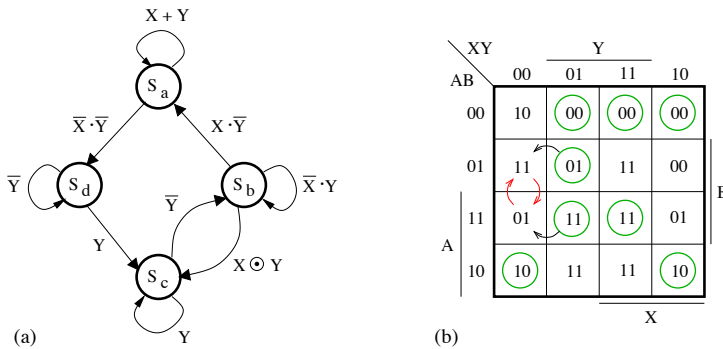 X + Y
S a
X̅ · Y̅
X · Y̅
Y̅
S d
Y̅
S b
X̅ · Y
Y
X ⊙ Y
S c
Y
(a)
XY
Y
AB
00 01 11 10
00 10 00 00 00
01 11 01 11 00
B
11 01 11 11 01
A
10 10 11 11 10
X
(b)